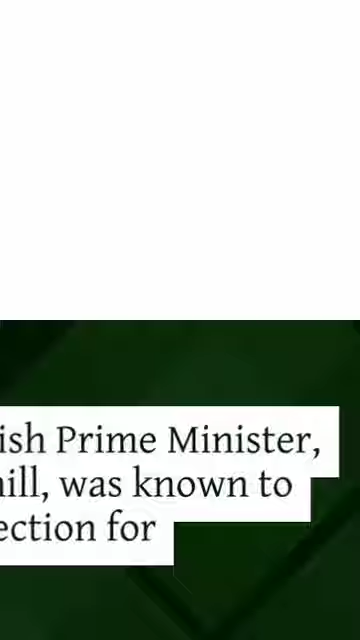 ish Prime Minister,
hill, was known to
ection for